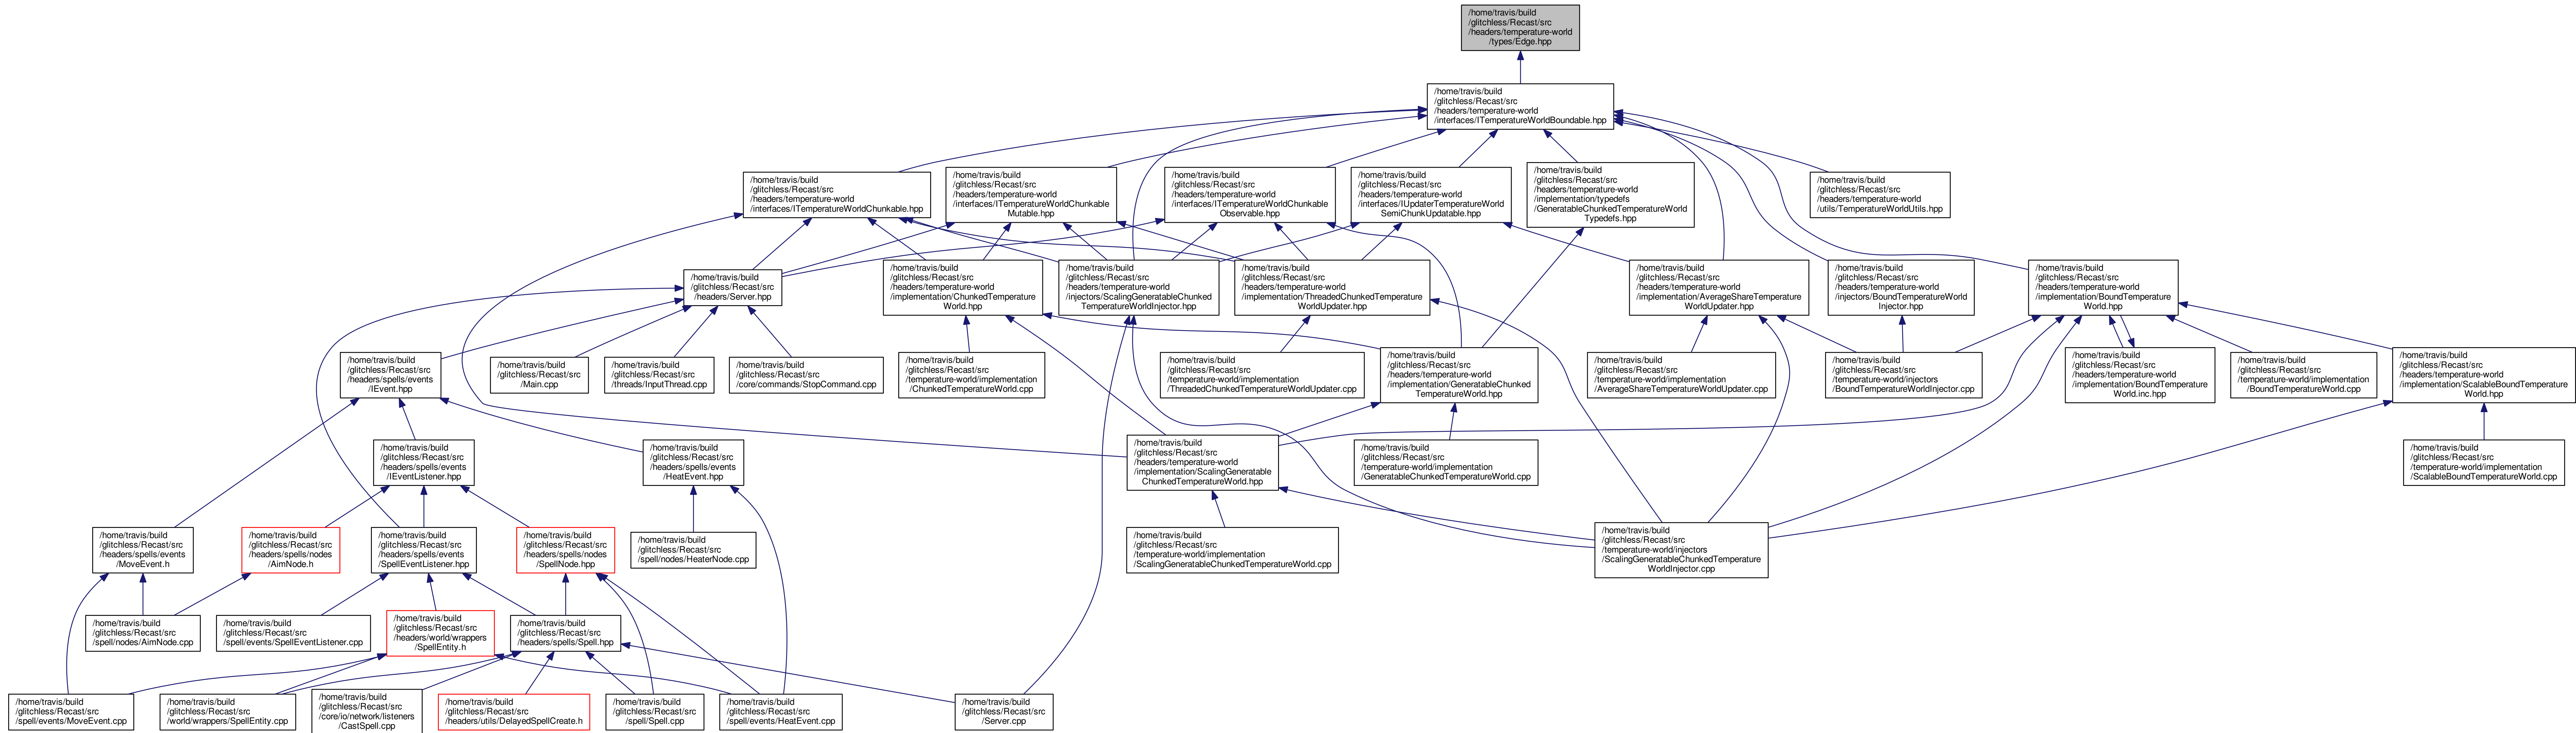 /home/travis/build
/glitchless/Recast/src
/headers/temperature-world
/types/Edge.hpp
/home/travis/build
/glitchless/Recast/src
/headers/temperature-world
/interfaces/ITemperatureWorldBoundable.hpp
/home/travis/build
/glitchless/Recast/src
/headers/temperature-world
/interfaces/ITemperatureWorldChunkable.hpp
/home/travis/build
/glitchless/Recast/src
/headers/temperature-world
/interfaces/ITemperatureWorldChunkable
Mutable.hpp
/home/travis/build
/glitchless/Recast/src
/headers/temperature-world
/interfaces/ITemperatureWorldChunkable
Observable.hpp
/home/travis/build
/glitchless/Recast/src
/headers/temperature-world
/interfaces/IUpdaterTemperatureWorld
SemiChunkUpdatable.hpp
/home/travis/build
/glitchless/Recast/src
/headers/temperature-world
/implementation/typedefs
/GeneratableChunkedTemperatureWorld
Typedefs.hpp
/home/travis/build
/glitchless/Recast/src
/headers/temperature-world
/utils/TemperatureWorldUtils.hpp
/home/travis/build
/glitchless/Recast/src
/headers/Server.hpp
/home/travis/build
/glitchless/Recast/src
/headers/temperature-world
/implementation/ChunkedTemperature
World.hpp
/home/travis/build
/glitchless/Recast/src
/headers/temperature-world
/injectors/ScalingGeneratableChunked
TemperatureWorldInjector.hpp
/home/travis/build
/glitchless/Recast/src
/headers/temperature-world
/implementation/ThreadedChunkedTemperature
WorldUpdater.hpp
/home/travis/build
/glitchless/Recast/src
/headers/temperature-world
/implementation/AverageShareTemperature
WorldUpdater.hpp
/home/travis/build
/glitchless/Recast/src
/headers/temperature-world
/injectors/BoundTemperatureWorld
Injector.hpp
/home/travis/build
/glitchless/Recast/src
/headers/temperature-world
/implementation/BoundTemperature
World.hpp
/home/travis/build
/glitchless/Recast/src
/headers/spells/events
/IEvent.hpp
/home/travis/build
/glitchless/Recast/src
/Main.cpp
/home/travis/build
/glitchless/Recast/src
/threads/InputThread.cpp
/home/travis/build
/glitchless/Recast/src
/core/commands/StopCommand.cpp
/home/travis/build
/glitchless/Recast/src
/temperature-world/implementation
/ChunkedTemperatureWorld.cpp
/home/travis/build
/glitchless/Recast/src
/temperature-world/implementation
/ThreadedChunkedTemperatureWorldUpdater.cpp
/home/travis/build
/glitchless/Recast/src
/headers/temperature-world
/implementation/GeneratableChunked
TemperatureWorld.hpp
/home/travis/build
/glitchless/Recast/src
/temperature-world/implementation
/AverageShareTemperatureWorldUpdater.cpp
/home/travis/build
/glitchless/Recast/src
/temperature-world/injectors
/BoundTemperatureWorldInjector.cpp
/home/travis/build
/glitchless/Recast/src
/headers/temperature-world
/implementation/BoundTemperature
World.inc.hpp
/home/travis/build
/glitchless/Recast/src
/temperature-world/implementation
/BoundTemperatureWorld.cpp
/home/travis/build
/glitchless/Recast/src
/headers/temperature-world
/implementation/ScalableBoundTemperature
World.hpp
/home/travis/build
/glitchless/Recast/src
/headers/spells/events
/IEventListener.hpp
/home/travis/build
/glitchless/Recast/src
/headers/spells/events
/HeatEvent.hpp
/home/travis/build
/glitchless/Recast/src
/headers/temperature-world
/implementation/ScalingGeneratable
ChunkedTemperatureWorld.hpp
/home/travis/build
/glitchless/Recast/src
/temperature-world/implementation
/GeneratableChunkedTemperatureWorld.cpp
/home/travis/build
/glitchless/Recast/src
/temperature-world/implementation
/ScalableBoundTemperatureWorld.cpp
/home/travis/build
/glitchless/Recast/src
/headers/spells/events
/MoveEvent.h
/home/travis/build
/glitchless/Recast/src
/headers/spells/nodes
/AimNode.h
/home/travis/build
/glitchless/Recast/src
/headers/spells/events
/SpellEventListener.hpp
/home/travis/build
/glitchless/Recast/src
/headers/spells/nodes
/SpellNode.hpp
/home/travis/build
/glitchless/Recast/src
/spell/nodes/HeaterNode.cpp
/home/travis/build
/glitchless/Recast/src
/temperature-world/implementation
/ScalingGeneratableChunkedTemperatureWorld.cpp
/home/travis/build
/glitchless/Recast/src
/temperature-world/injectors
/ScalingGeneratableChunkedTemperature
WorldInjector.cpp
/home/travis/build
/glitchless/Recast/src
/spell/nodes/AimNode.cpp
/home/travis/build
/glitchless/Recast/src
/spell/events/SpellEventListener.cpp
/home/travis/build
/glitchless/Recast/src
/headers/world/wrappers
/SpellEntity.h
/home/travis/build
/glitchless/Recast/src
/headers/spells/Spell.hpp
/home/travis/build
/glitchless/Recast/src
/spell/events/MoveEvent.cpp
/home/travis/build
/glitchless/Recast/src
/world/wrappers/SpellEntity.cpp
/home/travis/build
/glitchless/Recast/src
/core/io/network/listeners
/CastSpell.cpp
/home/travis/build
/glitchless/Recast/src
/headers/utils/DelayedSpellCreate.h
/home/travis/build
/glitchless/Recast/src
/spell/Spell.cpp
/home/travis/build
/glitchless/Recast/src
/spell/events/HeatEvent.cpp
/home/travis/build
/glitchless/Recast/src
/Server.cpp